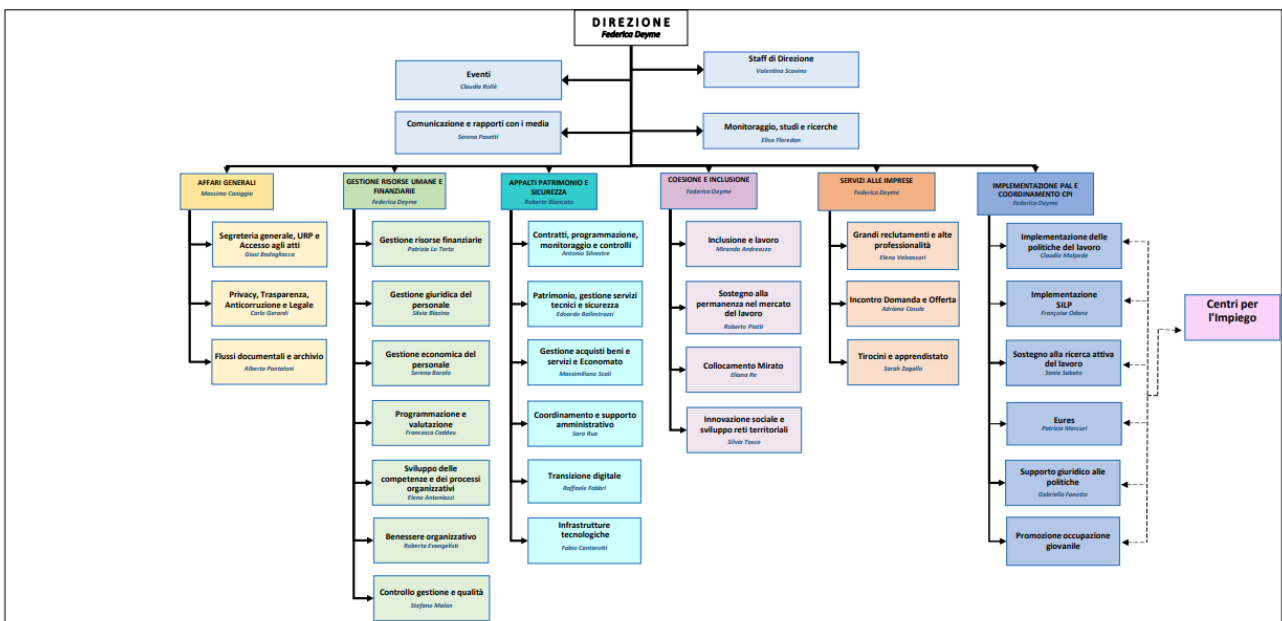 DIREZIONE
Federica Deyme
Eventi
Claudia Rollè
Staff di Direzione
Valentina Scavino
Comunicazione e rapporti con i media
Serena Pasetti
Monitoraggio, studi e ricerche
Elisa Floredan
AFFARI GENERALI
Massimo Caniggia
Segreteria generale, URP e
Accesso agli atti
Giusi Badagliacca
Privacy, Trasparenza,
Anticorruzione e Legale
Carlo Gerardi
Flussi documentali e archivio
Alberto Pantaloni
GESTIONE RISORSE UMANE E
FINANZIARIE
Federica Deyme
Gestione risorse finanziarie
Patrizia Lo Torto
Gestione giuridica del
personale
Silvia Blazina
Gestione economica del
personale
Serena Barolo
Programmazione e
valutazione
Francesca Caddeu
Sviluppo delle
competenze e dei processi
organizzativi
Elena Antoniazzi
Benessere organizzativo
Roberta Evangelisti
Controllo gestione e qualità
Stefano Malan
APPALTI PATRIMONIO E
SICUREZZA
Roberto Biancato
Contratti, programmazione,
monitoraggio e controlli
Antonio Silvestre
Patrimonio, gestione servizi
tecnici e sicurezza
Edoardo Ballestrazzi
Gestione acquisti beni e
servizi e Economato
Massimiliano Scali
Coordinamento e supporto
amministrativo
Sara Rua
Transizione digitale
Raffaele Fabbri
Infrastrutture
tecnologiche
Fabio Cantarutti
COESIONE E INCLUSIONE
Federica Deyme
Inclusione e lavoro
Miranda Andreazza
Sostegno alla
permanenza nel mercato
del lavoro
Roberto Piatti
Collocamento Mirato
Eliana Re
Innovazione sociale e
sviluppo reti territoriali
Silvia Tosco
SERVIZI ALLE IMPRESE
Federica Deyme
Grandi reclutamenti e alte
professionalità
Elena Valvassori
Incontro Domanda e Offerta
Adriana Casule
Tirocini e apprendistato
Sarah Zagallo
IMPLEMENTAZIONE PAL E
COORDINAMENTO CPI
Federica Deyme
Implementazione delle
politiche del lavoro
Claudia Malpede
Implementazione
SILP
Françoise Odone
Sostegno alla ricerca attiva
del lavoro
Sonia Sabato
Eures
Patrizia Mercuri
Supporto giuridico alle
politiche
Gabriella Fanotto
Promozione occupazione
giovanile
Centri per
l'Impiego